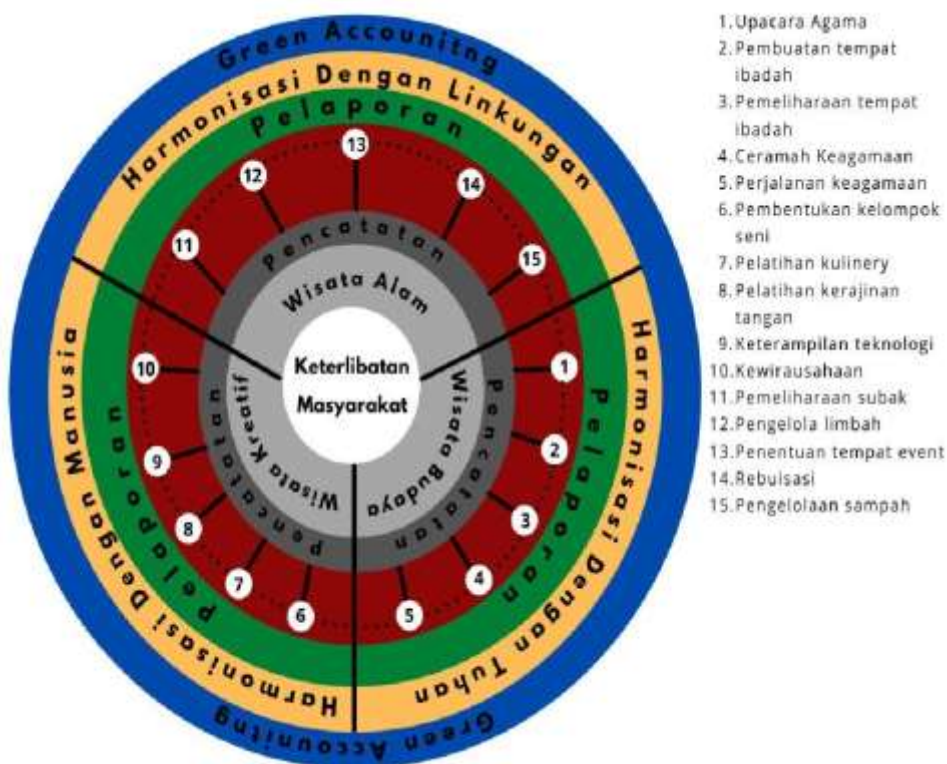 Green Accounitng
Harmonisasi Dengan Linkungan
Pelaporan
13
12
14
11
15
Pencatatan
Wisata Alam
Keterlibatan
Masyarakat
10
9
8
7
6
Harmonisasi Dengan Manusia
pelaporan
pencatatan
Wisata Kreatif
1
2
3
4
5
Wisata Budaya
Pencatatan
Pelaporan
Harmonisasi Dengan Tuhan
Green Accounitng
1. Upacara Agama
2. Pembuatan tempat
ibadah
3. Pemeliharaan tempat
ibadah
4. Ceramah Keagamaan
5. Perjalanan keagamaan
6. Pembentukan kelompok
seni
7. Pelatihan kulinery
8. Pelatihan kerajinan
tangan
9. Keterampilan teknologi
10. Kewirausahaan
11. Pemeliharaan subak
12. Pengelola limbah
13. Penentuan tempat event
14. Rebuisasi
15. Pengelolaan sampah